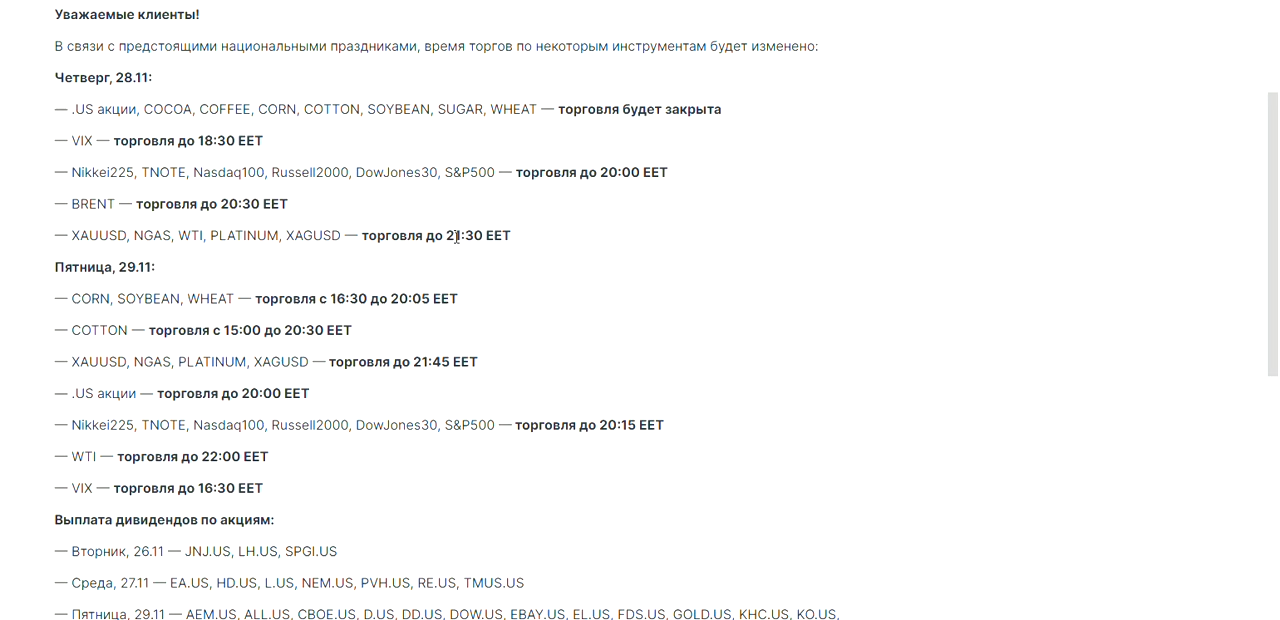 Уважаемые клиенты!
В связи с предстоящими национальными праздниками, время торгов по некоторым инструментам будет изменено:
Четверг, 28.11:
— .US акции, COCOA, COFFEE, CORN, COTTON, SOYBEAN, SUGAR, WHEAT — торговля будет закрыта
— VIX — торговля до 18:30 EET
— Nikkei225, TNOTE, Nasdaq100, Russell2000, DowJones30, S&P500 — торговля до 20:00 EET
— BRENT — торговля до 20:30 EET
— XAUUSD, NGAS, WTI, PLATINUM, XAGUSD — торговля до 21:30 EET
Пятница, 29.11:
— CORN, SOYBEAN, WHEAT — торговля с 16:30 до 20:05 EET
— COTTON — торговля с 15:00 до 20:30 EET
— XAUUSD, NGAS, PLATINUM, XAGUSD — торговля до 21:45 EET
— .US акции — торговля до 20:00 EET
— Nikkei225, TNOTE, Nasdaq100, Russell2000, DowJones30, S&P500 — торговля до 20:15 EET
— WTI — торговля до 22:00 EET
— VIX — торговля до 16:30 EET
Выплата дивидендов по акциям:
— Вторник, 26.11 — JNJ.US, LH.US, SPGI.US
— Среда, 27.11 — EA.US, HD.US, L.US, NEM.US, PVH.US, RE.US, TMUS.US
— Пятница, 29.11 — AEM.US, ALL.US, CBOE.US, D.US, DD.US, DOW.US, EBAY.US, EL.US, FDS.US, GOLD.US, KHC.US, KO.US,